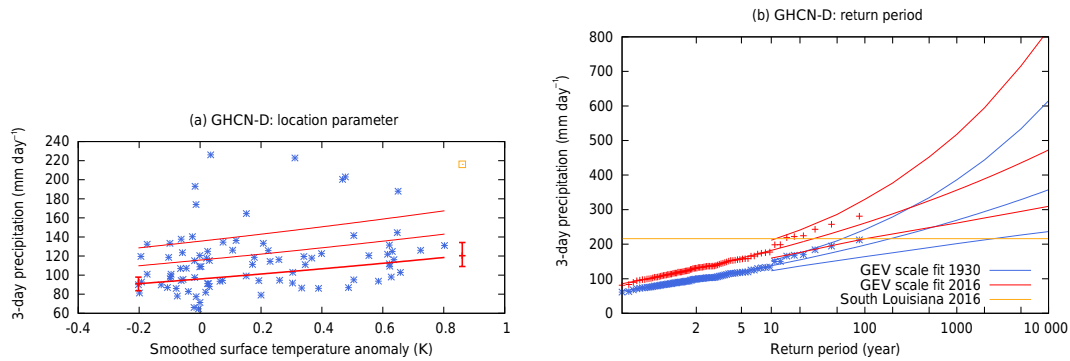 (a) GHCN-D: location parameter
3-day precipitation (mm day⁻¹)
240
220
200
180
160
140
120
100
80
60
-0.4 -0.2 0 0.2 0.4 0.6 0.8 1
Smoothed surface temperature anomaly (K)
(b) GHCN-D: return period
3-day precipitation (mm day⁻¹)
800
700
600
500
400
300
200
100
0
2 5 10 100 1000 10 000
Return period (year)
GEV scale fit 1930
GEV scale fit 2016
South Louisiana 2016